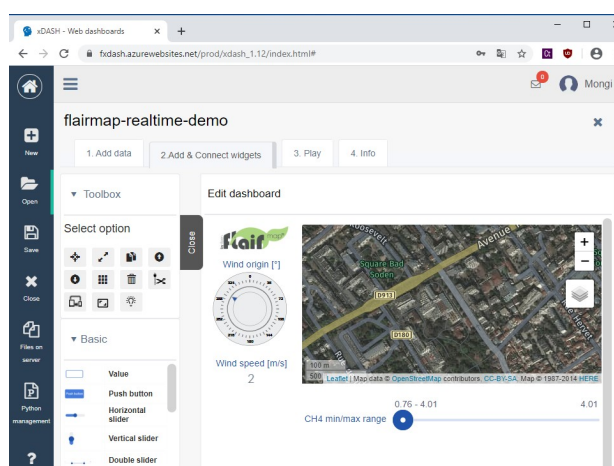 xDASH - Web dashboards
fxdash.azurewebsites.net/prod/xdash_1.12/index.html#
Mongi
flairmap-realtime-demo
1. Add data
2.Add & Connect widgets
3. Play
4. Info
New
Open
Save
Close
Files on
server
Python
management
Toolbox
Select option
Basic
Value
Push button
Horizontal
slider
Vertical slider
Double slider
Close
Edit dashboard
Flair map
Wind origin [°]
Wind speed [m/s]
2
Avenue
Square Bad
Soden
D913
D180
100 m
500
Leaflet | Map data © OpenStreetMap contributors, CC-BY-SA, Map © 1987-2014 HERE
0.76 - 4.01
4.01
CH4 min/max range